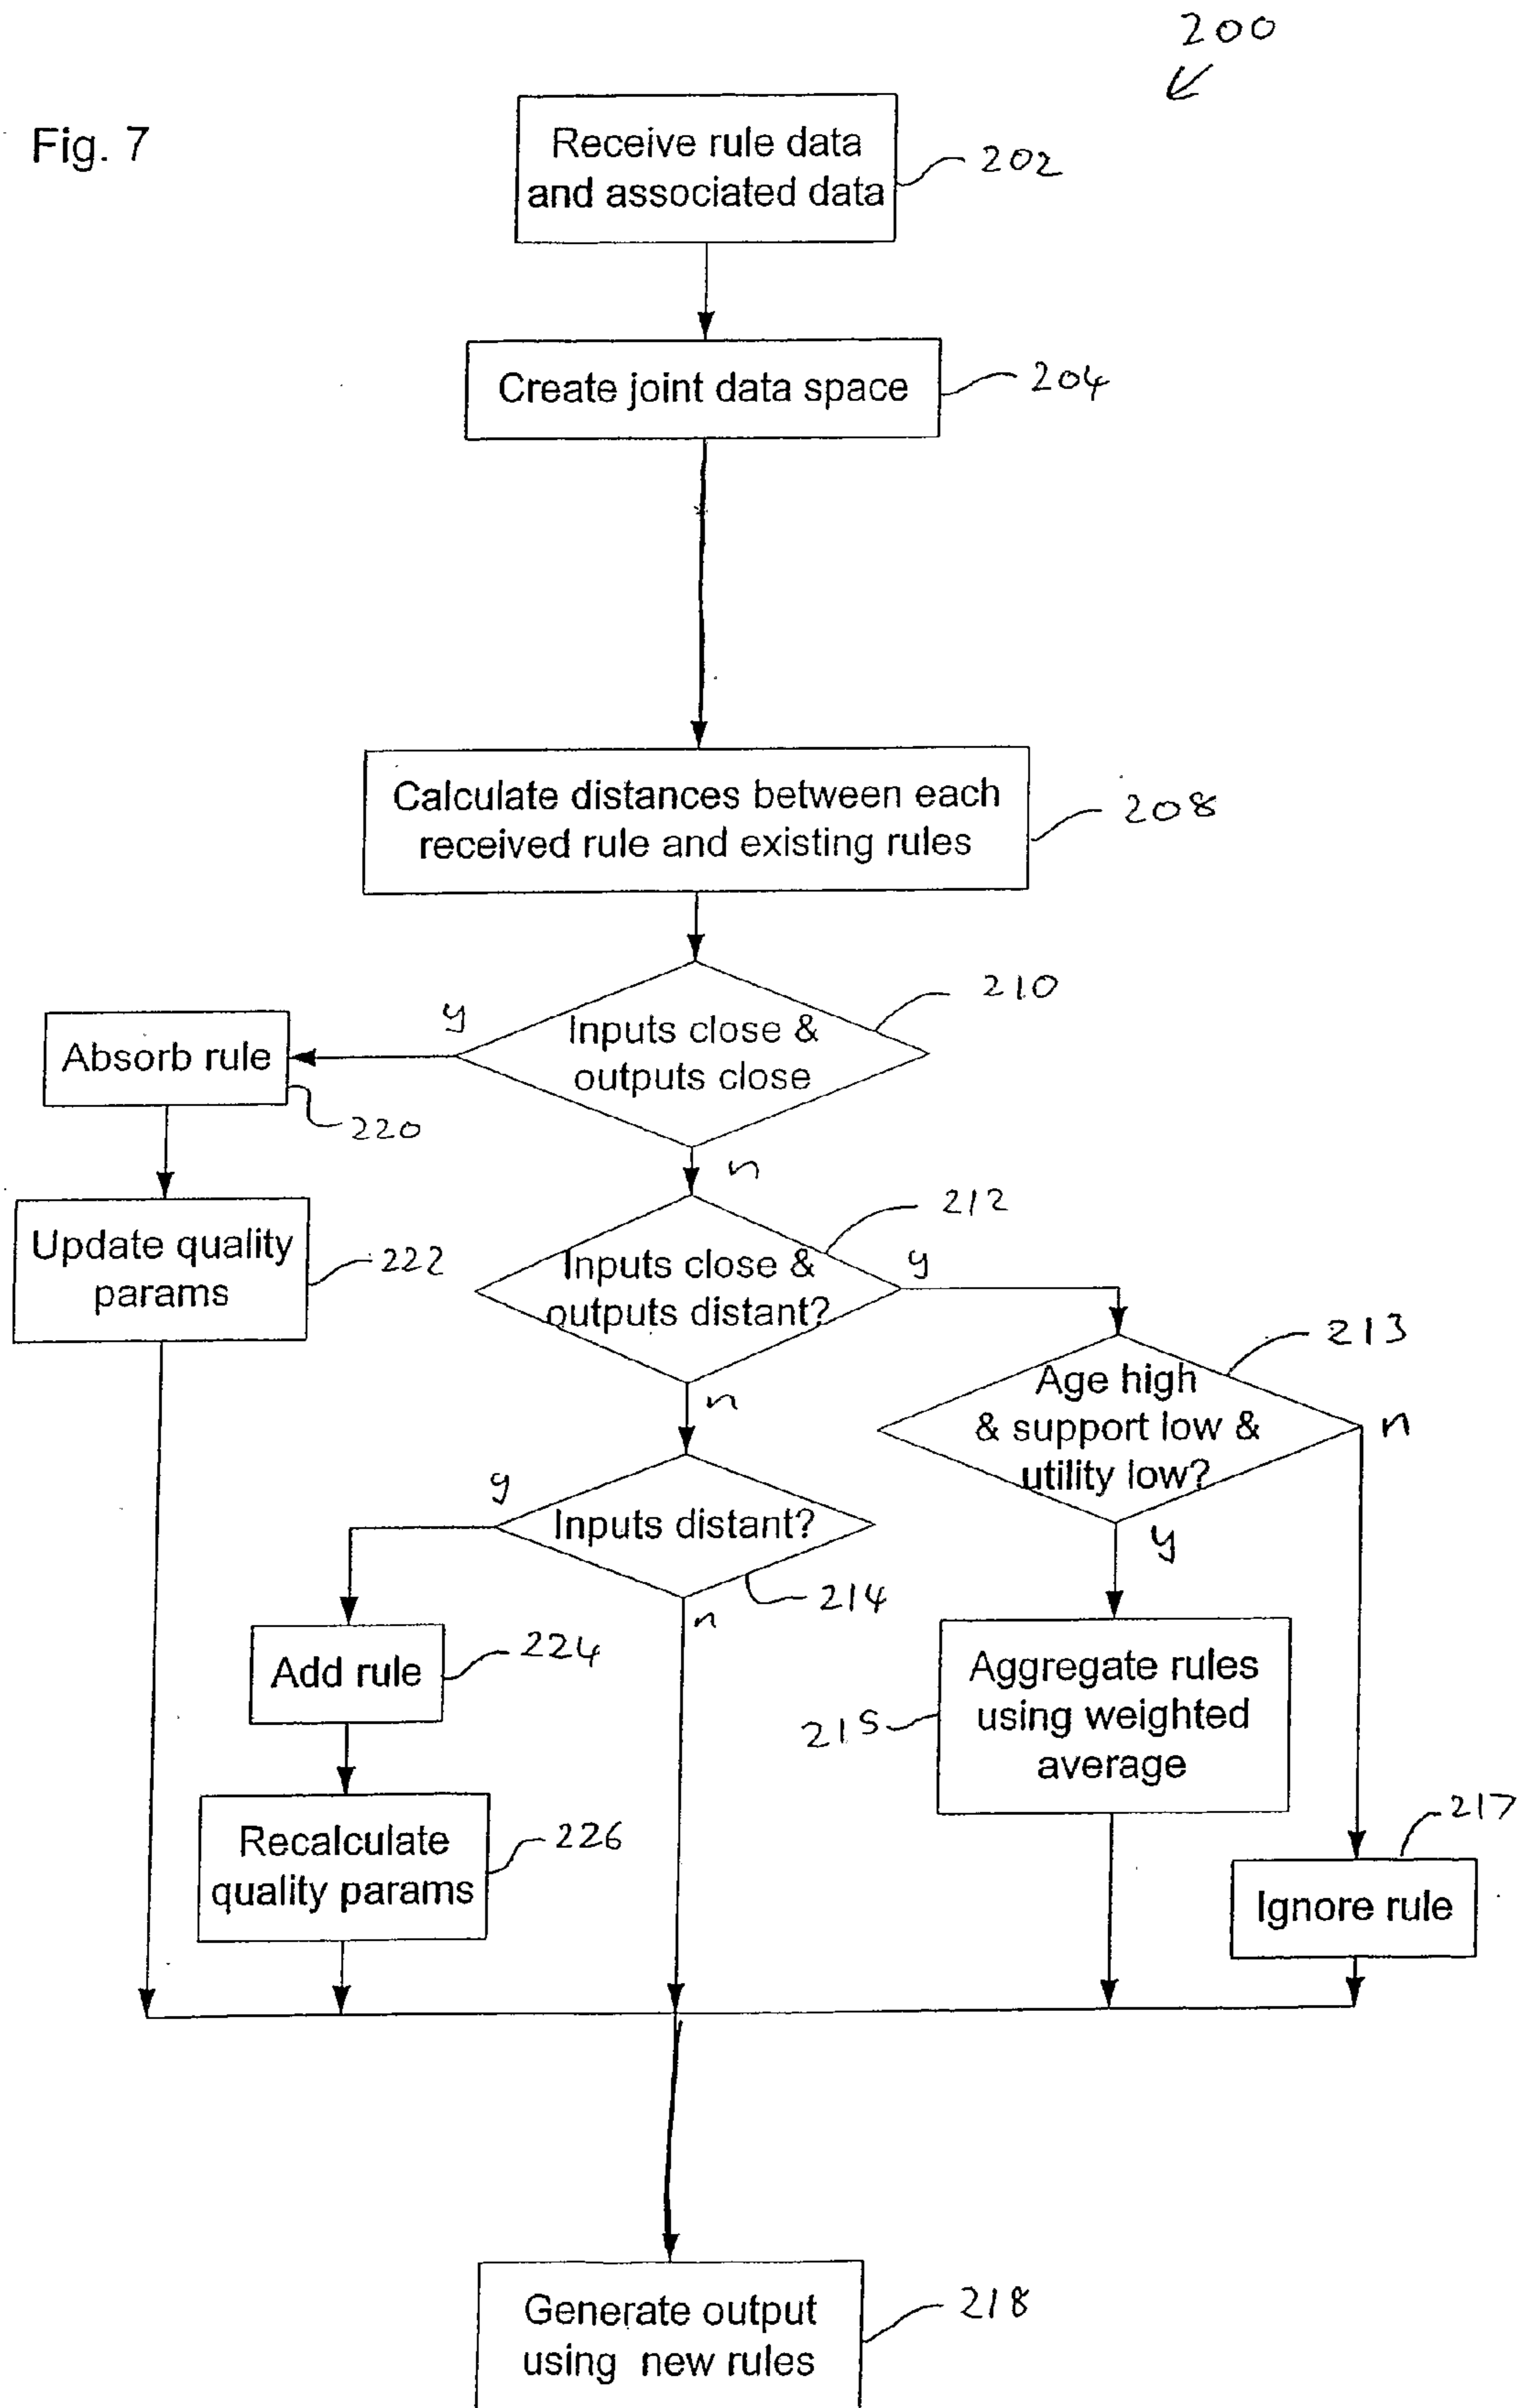 200
Fig. 7
Receive rule data
and associated data
202
Create joint data space
204
Calculate distances between each
received rule and existing rules
208
210
y
Inputs close &
outputs close
Absorb rule
220
n
212
Update quality
params
222
Inputs close &
outputs distant?
y
213
Age high
& support low &
utility low?
n
n
y
Inputs distant?
y
214
n
Add rule
224
Aggregate rules
using weighted
average
215
Recalculate
quality params
226
217
Ignore rule
Generate output
using new rules
218